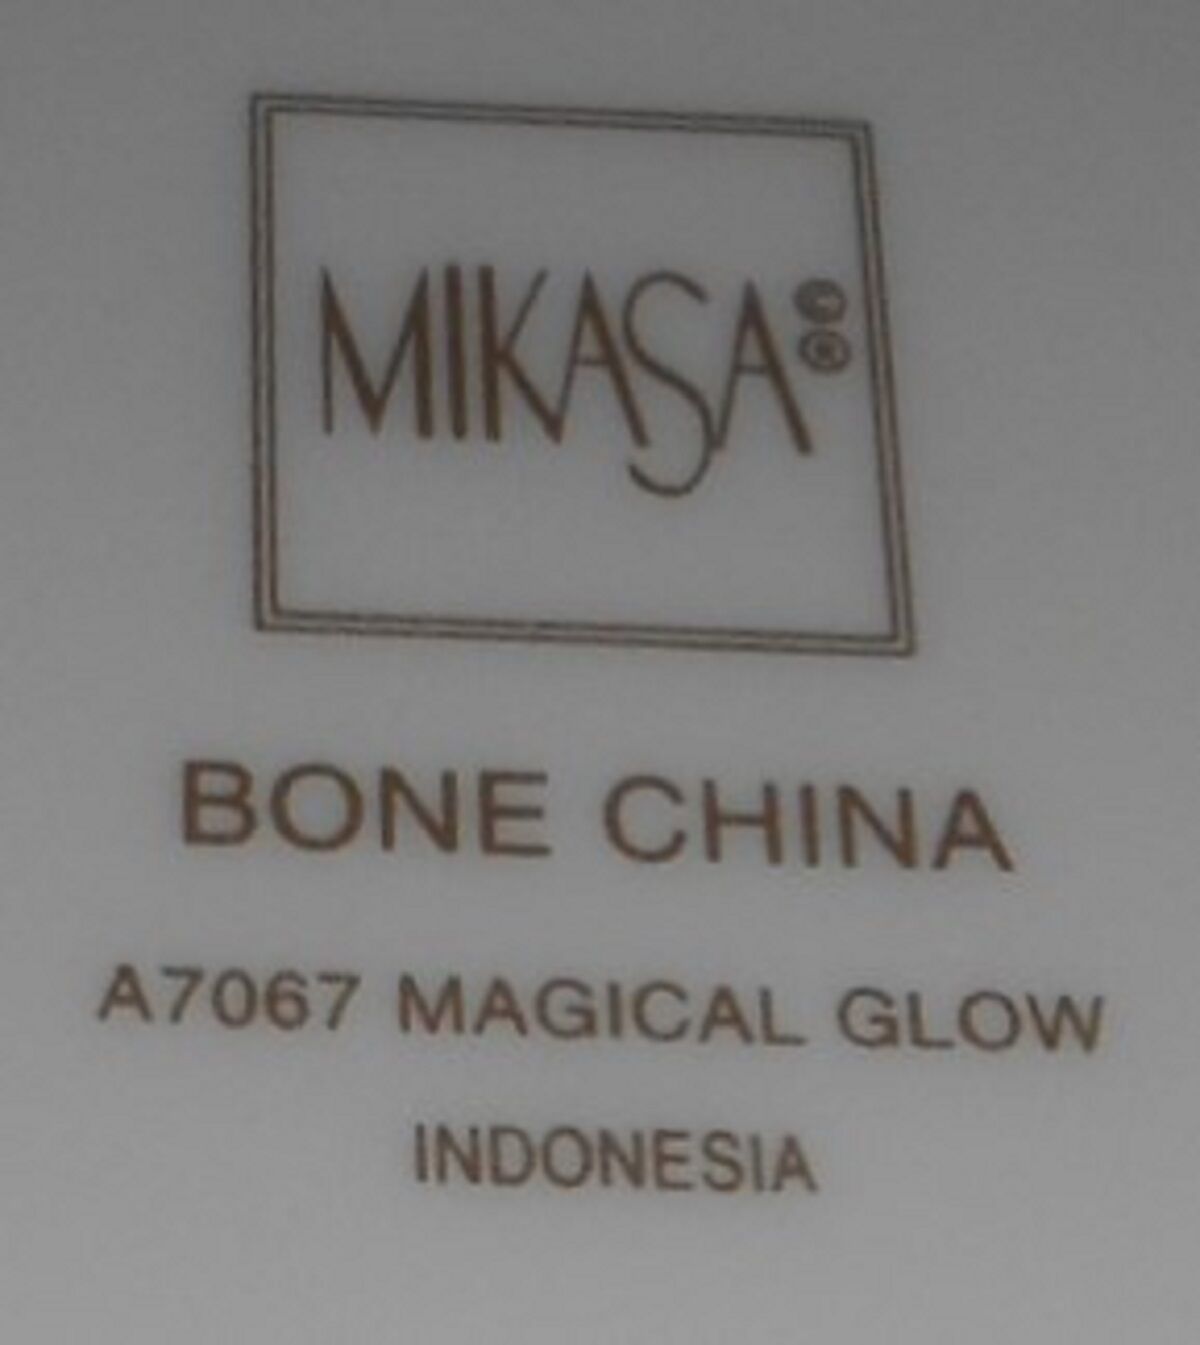 MIKASA©®
BONE CHINA
A7067 MAGICAL GLOW
INDONESIA